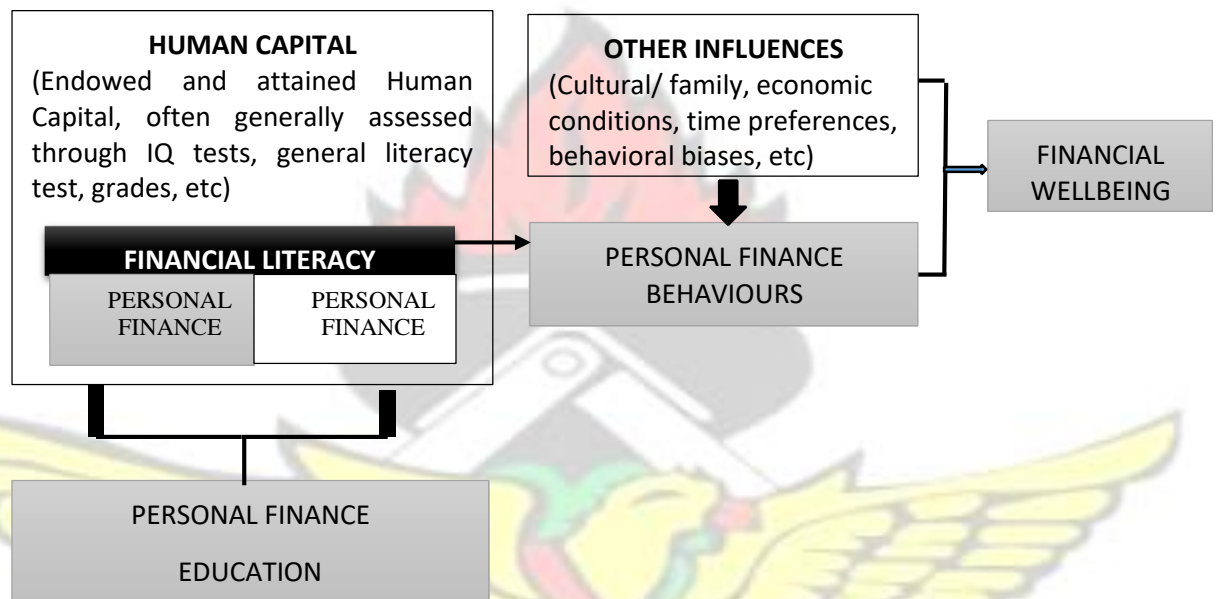 HUMAN CAPITAL
(Endowed and attained Human
Capital, often generally assessed
through IQ tests, general literacy
test, grades, etc)
FINANCIAL LITERACY
PERSONAL
FINANCE
PERSONAL
FINANCE
OTHER INFLUENCES
(Cultural/ family, economic
conditions, time preferences,
behavioral biases, etc)
PERSONAL FINANCE
BEHAVIOURS
FINANCIAL
WELLBEING
PERSONAL FINANCE
EDUCATION